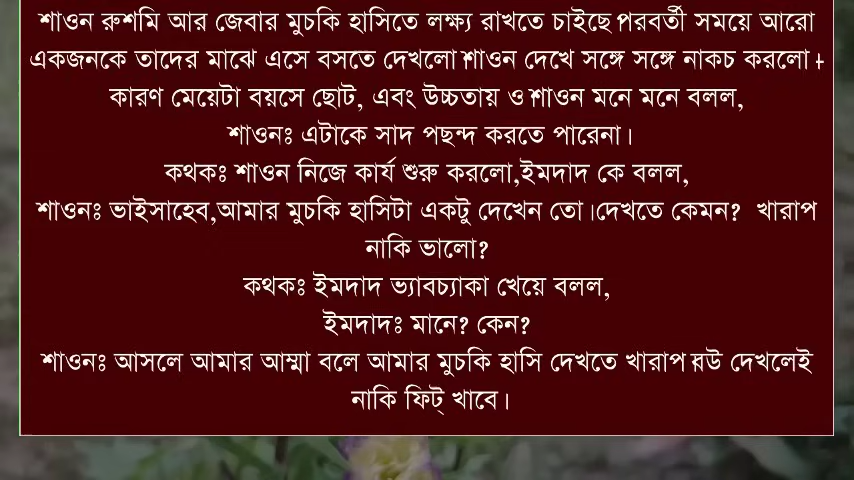 শাওন রুশমি আর জেবার মুচকি হাসিতে লক্ষ্য রাখতে চাইছে পরবর্তী সময়ে আরো
একজনকে তাদের মাঝে এসে বসতে দেখলো শাওন দেখে সঙ্গে সঙ্গে নাকচ করলো।
কারণ মেয়েটা বয়সে ছোট, এবং উচ্চতায় ও শাওন মনে মনে বলল,
শাওনঃ এটাকে সাদ পছন্দ করতে পারেনা।
কথকঃ শাওন নিজে কার্য শুরু করলো,ইমদাদ কে বলল,
শাওনঃ ভাইসাহেব,আমার মুচকি হাসিটা একটু দেখেন তো।দেখতে কেমন? খারাপ
নাকি ভালো?
কথকঃ ইমদাদ ভ্যাবচ্যাকা খেয়ে বলল,
ইমদাদঃ মানে? কেন?
শাওনঃ আসলে আমার আম্মা বলে আমার মুচকি হাসি দেখতে খারাপ বউ দেখলেই
নাকি ফিট্ খাবে।